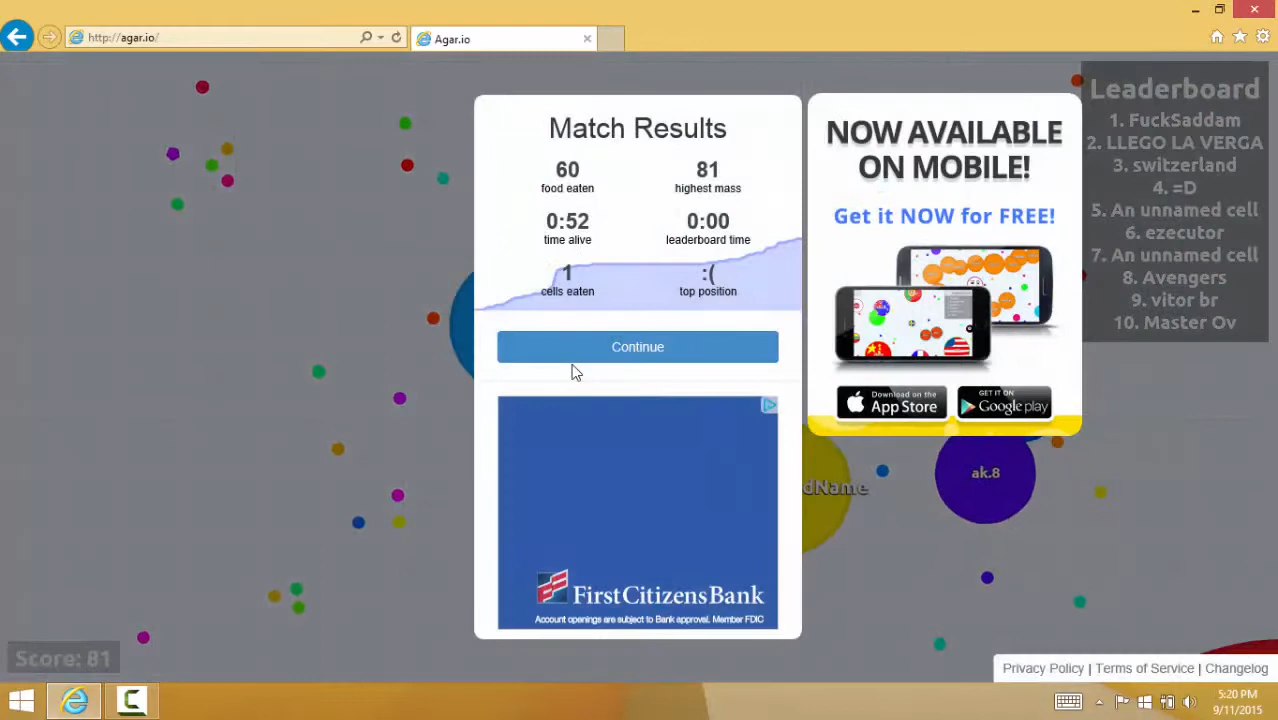 http://agar.io/
Agar.io
Match Results
60
food eaten
81
highest mass
0:52
time alive
0:00
leaderboard time
1
cells eaten
:(
top position
Continue
First Citizens Bank
Account openings are subject to Bank approval. Member FDIC
NOW AVAILABLE
ON MOBILE!
Get it NOW for FREE!
Download on the
App Store
GET IT ON
Google play
Leaderboard
1. FuckSaddam
2. LLEGO LA VERGA
3. switzerland
4. =D
5. An unnamed cell
6. ezecutor
7. An unnamed cell
8. Avengers
9. vitor br
10. Master Ov
dName
ak.8
Score: 81
Privacy Policy | Terms of Service | Changelog
5:20 PM
9/11/2015